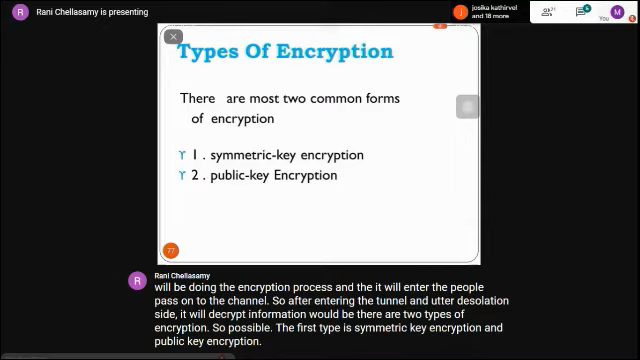 R Rani Chellasamy is presenting
j josika kathirvel
and 18 more
71
You
M
Types Of Encryption
There are most two common forms
of encryption
1 . symmetric-key encryption
2 . public-key Encryption
77
R Rani Chellasamy
will be doing the encryption process and the it will enter the people
pass on to the channel. So after entering the tunnel and utter desolation
side, it will decrypt information would be there are two types of
encryption. So possible. The first type is symmetric key encryption and
public key encryption.